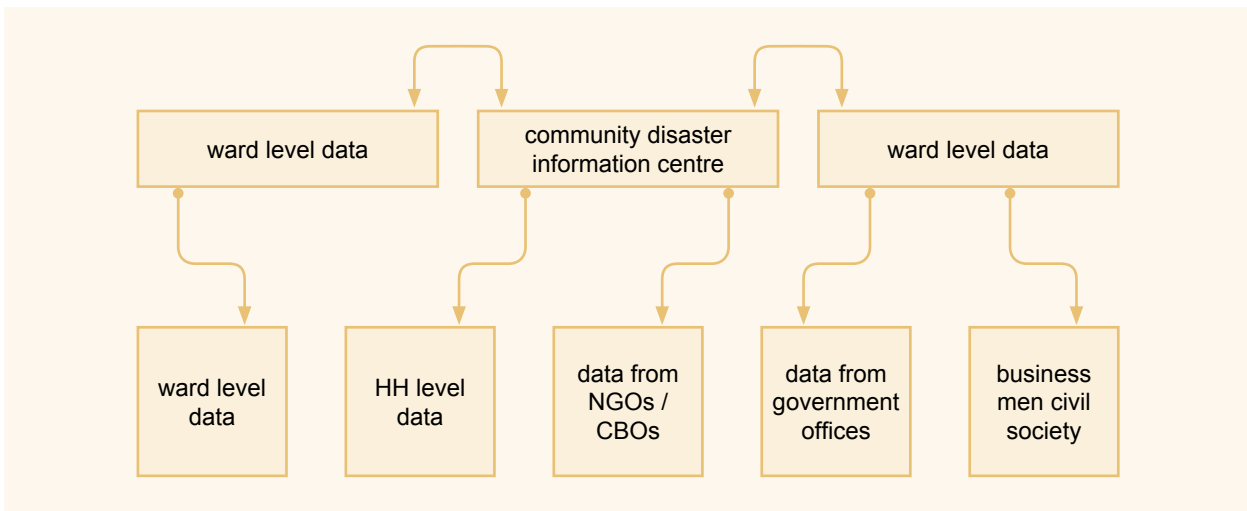 ward level data
community disaster
information centre
ward level data
ward level
data
HH level
data
data from
NGOs /
CBOs
data from
government
offices
business
men civil
society